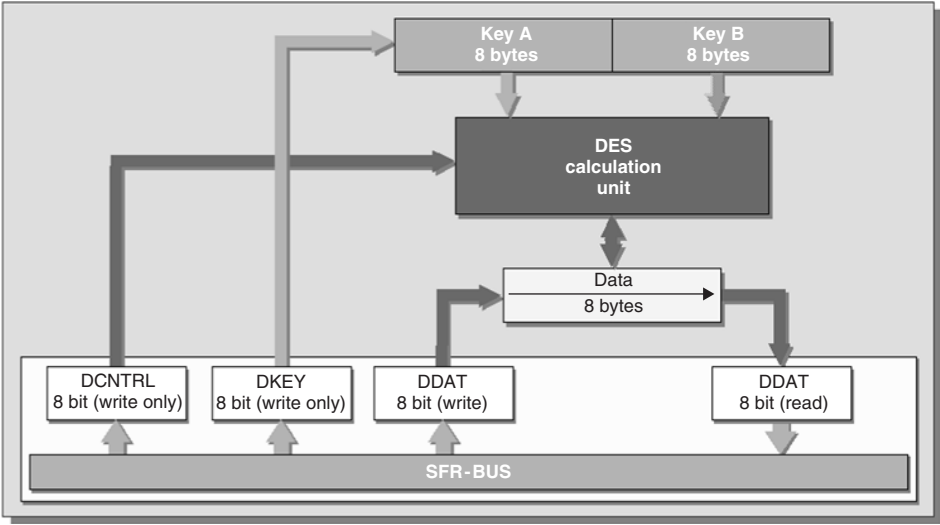 Key A
8 bytes
Key B
8 bytes
DES
calculation
unit
Data
8 bytes
DCNTRL
8 bit (write only)
DKEY
8 bit (write only)
DDAT
8 bit (write)
DDAT
8 bit (read)
SFR-BUS